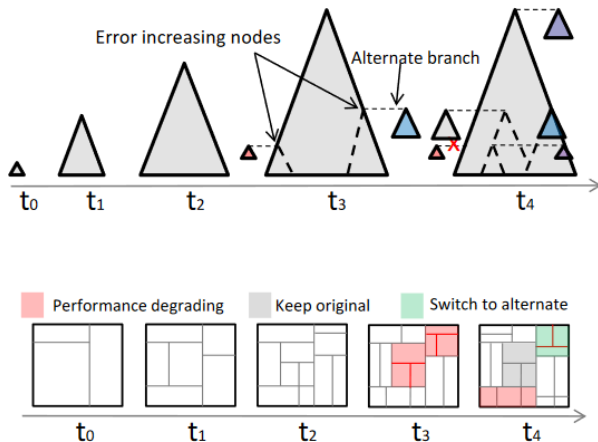 Error increasing nodes
Alternate branch
x
t0 t1 t2 t3 t4
Performance degrading Keep original Switch to alternate
t0 t1 t2 t3 t4